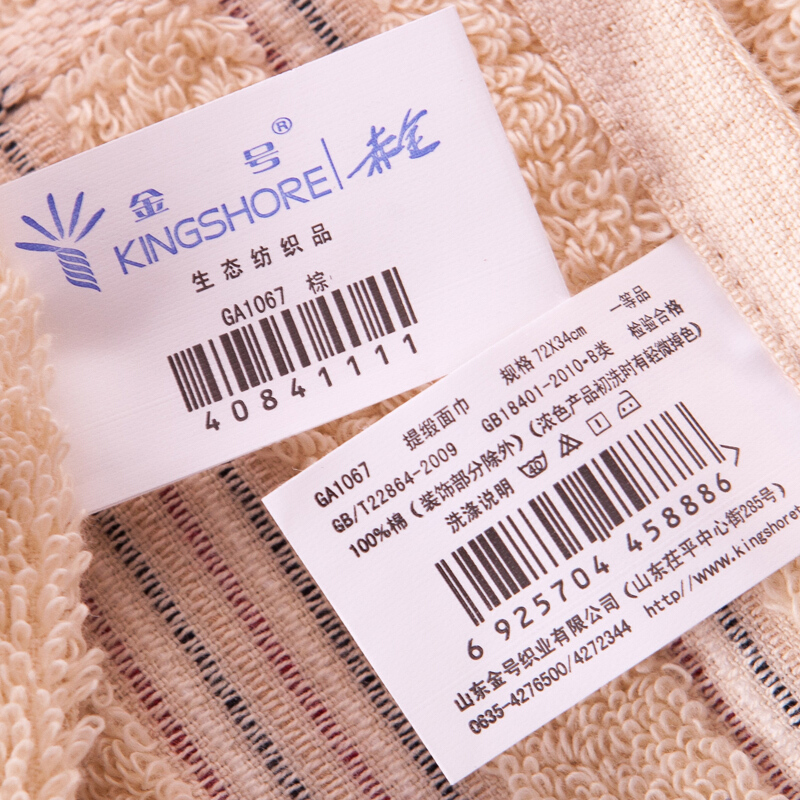 金号®
KINGSHORE
生态纺织品
GA1067 棕
40841111
GA1067 提缎面巾 规格 72X34cm 一等品
GB/T22864-2009 GB18401-2010·B类 检验合格
100%棉 (装饰部分除外) (浓色产品初洗时有轻微掉色)
洗涤说明 40
6 925704 458886
山东金号织业有限公司 (山东茌平中心街285号)
0635-4276500/4272344 http//www.kingshore